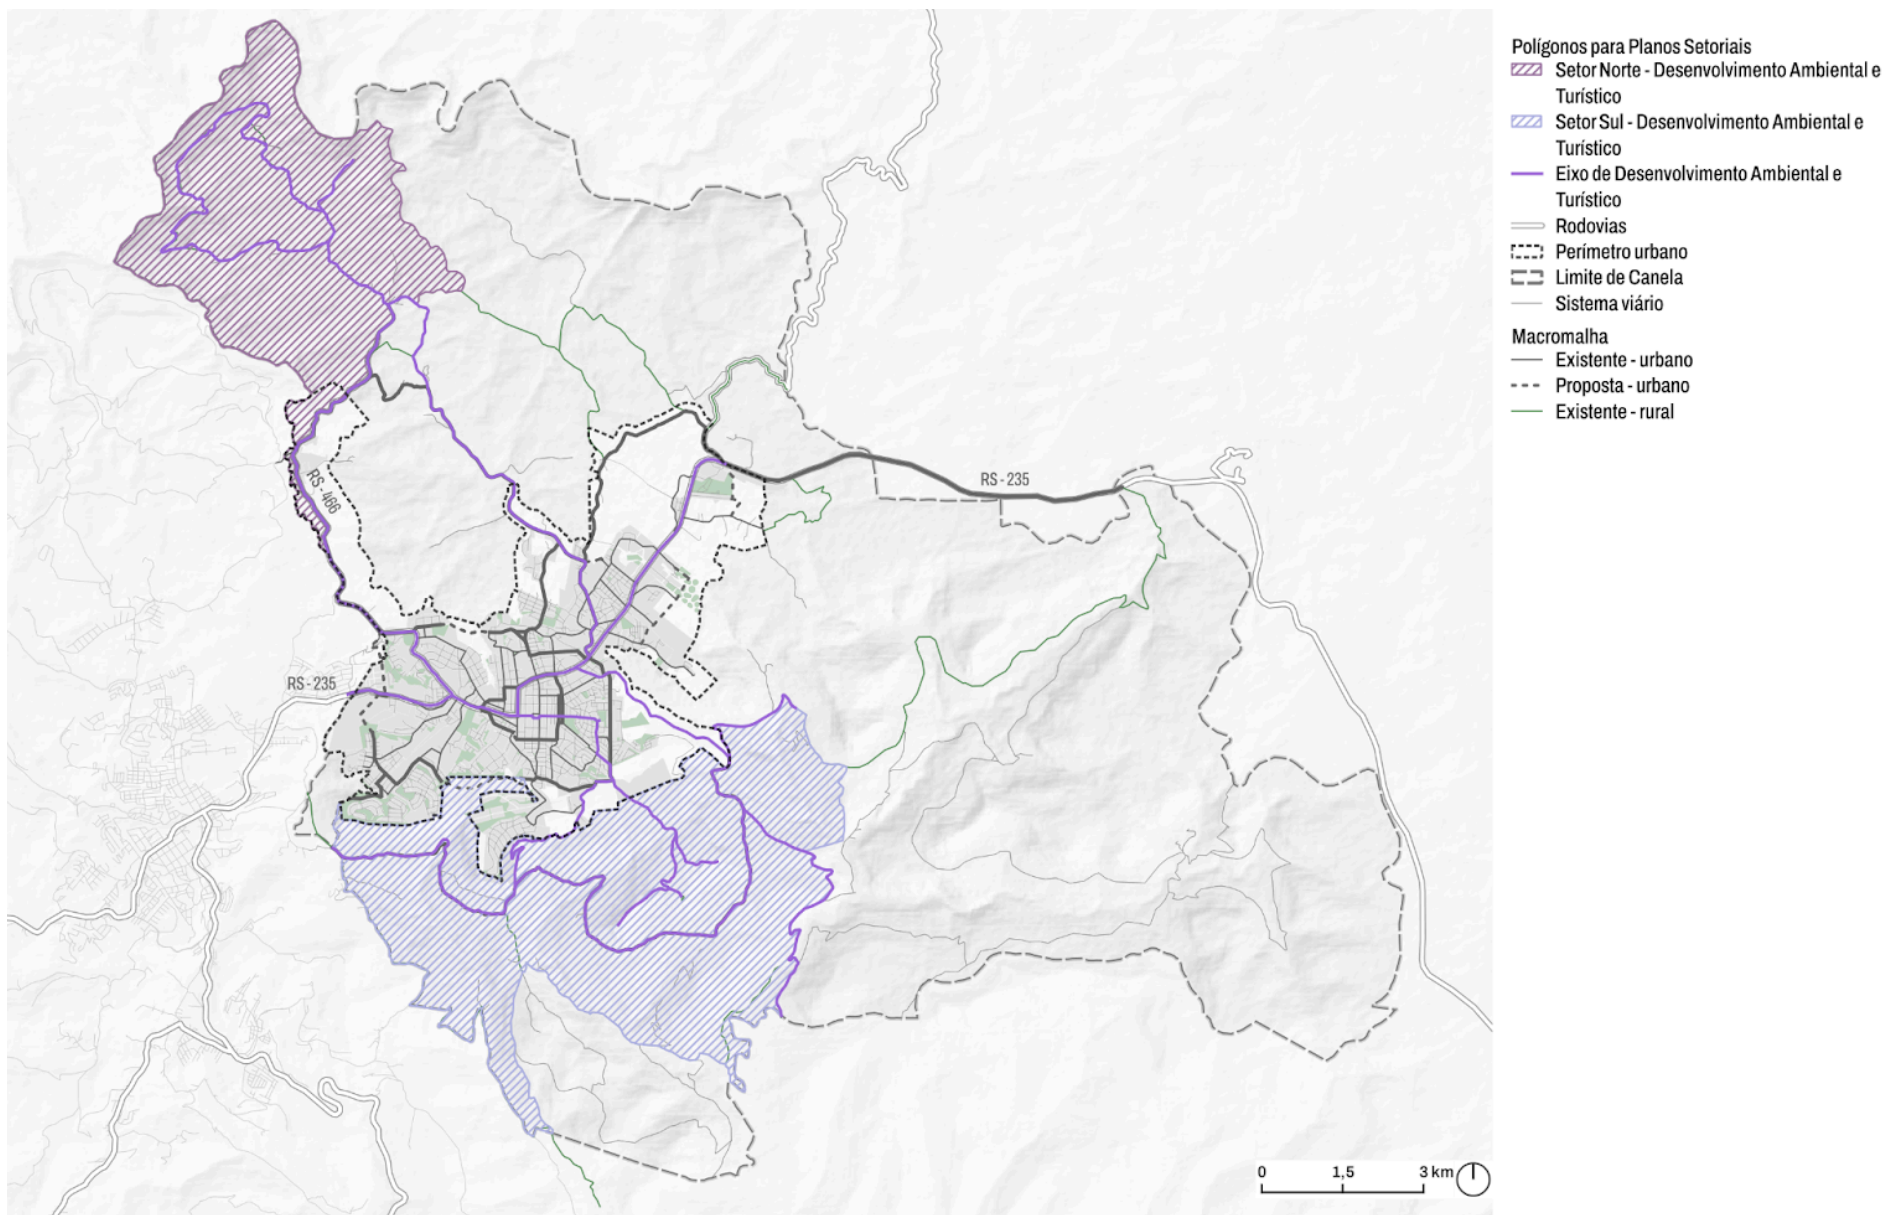 Polígonos para Planos Setoriais
Setor Norte - Desenvolvimento Ambiental e
Turístico
Setor Sul - Desenvolvimento Ambiental e
Turístico
Eixo de Desenvolvimento Ambiental e
Turístico
Rodovias
Perímetro urbano
Limite de Canela
Sistema viário
Macromalha
Existente - urbano
Proposta - urbano
Existente - rural
RS - 466
RS - 235
RS - 235
0 1,5 3 km